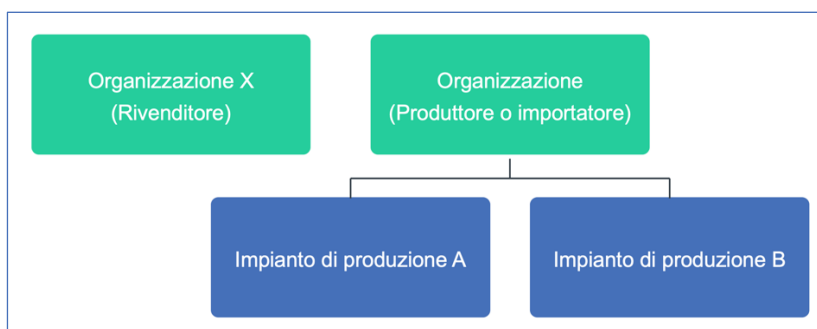 Organizzazione X
(Rivenditore)
Organizzazione
(Produttore o importatore)
Impianto di produzione A
Impianto di produzione B